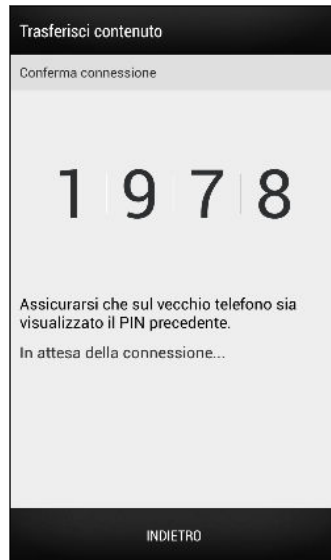 Trasferisci contenuto
Conferma connessione
1 9 7 8
Assicurarsi che sul vecchio telefono sia
visualizzato il PIN precedente.
In attesa della connessione...
INDIETRO